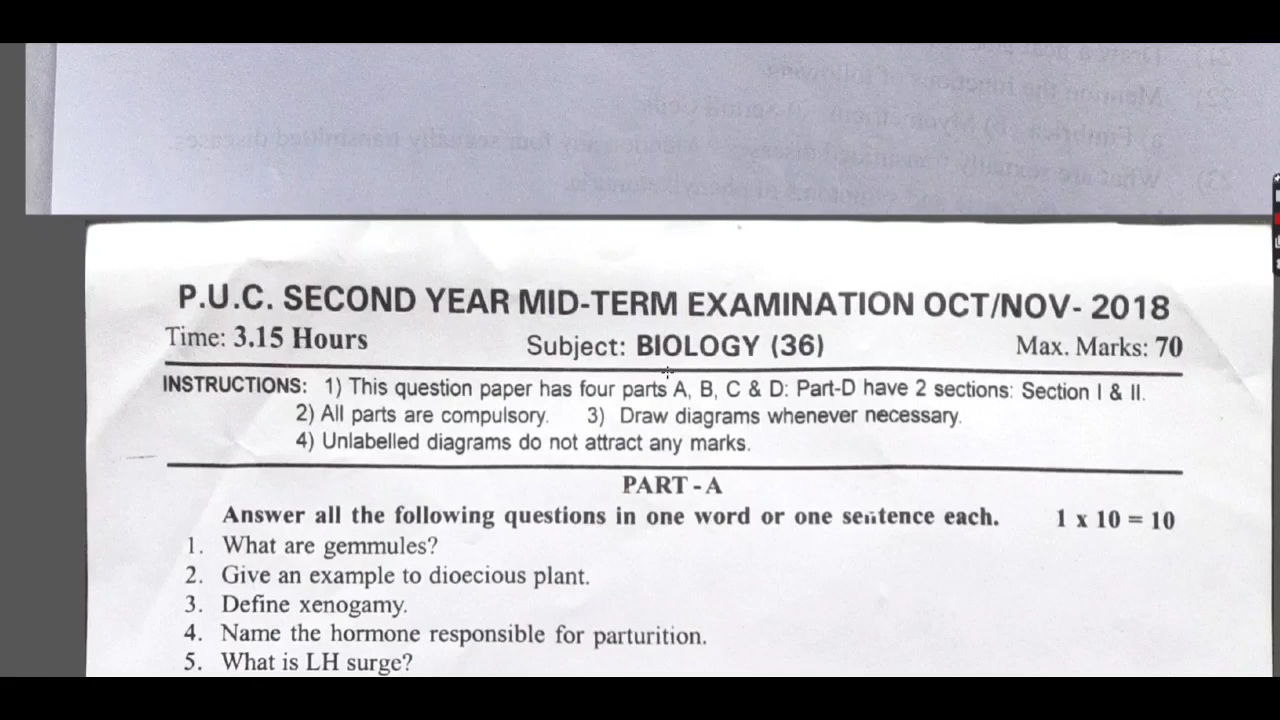 P.U.C. SECOND YEAR MID-TERM EXAMINATION OCT/NOV- 2018
Time: 3.15 Hours Subject: BIOLOGY (36) Max. Marks: 70
INSTRUCTIONS: 1) This question paper has four parts A, B, C & D: Part-D have 2 sections: Section I & II.
2) All parts are compulsory. 3) Draw diagrams whenever necessary.
4) Unlabelled diagrams do not attract any marks.
PART - A
Answer all the following questions in one word or one sentence each. 1 x 10 = 10
1. What are gemmules?
2. Give an example to dioecious plant.
3. Define xenogamy.
4. Name the hormone responsible for parturition.
5. What is LH surge?